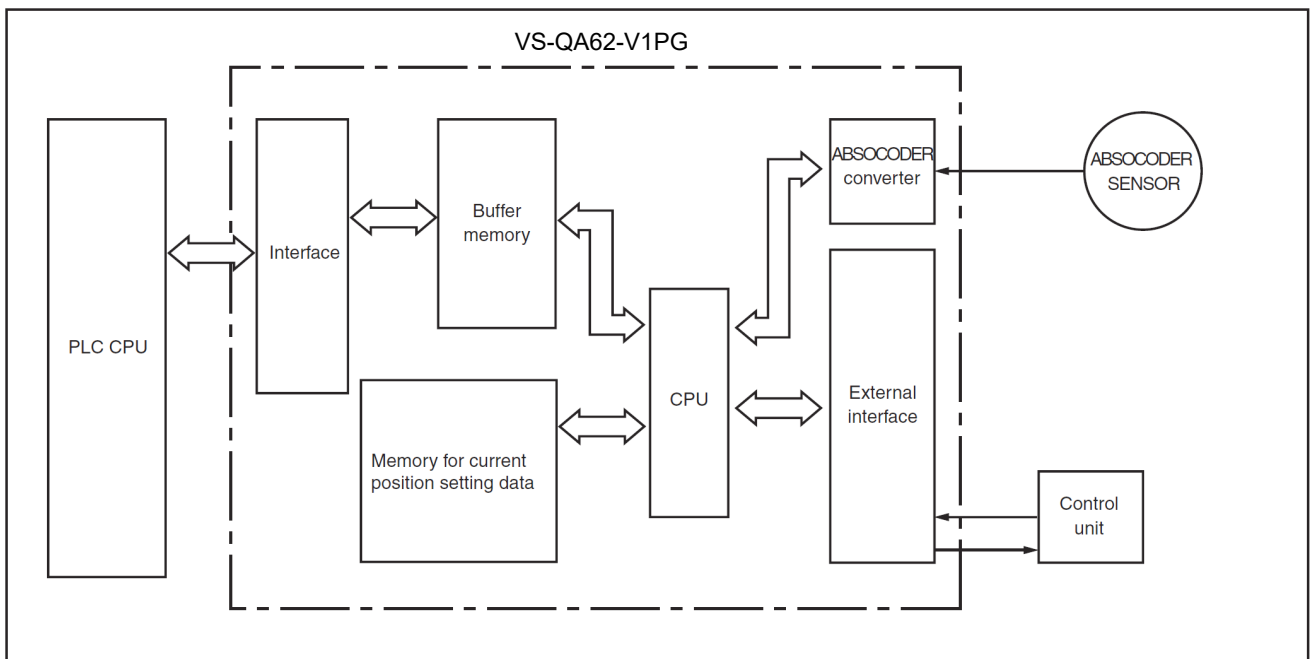 VS-QA62-V1PG
PLC CPU
Interface
Buffer
memory
Memory for current
position setting data
CPU
ABSOCODER
converter
External
interface
ABSOCODER
SENSOR
Control
unit